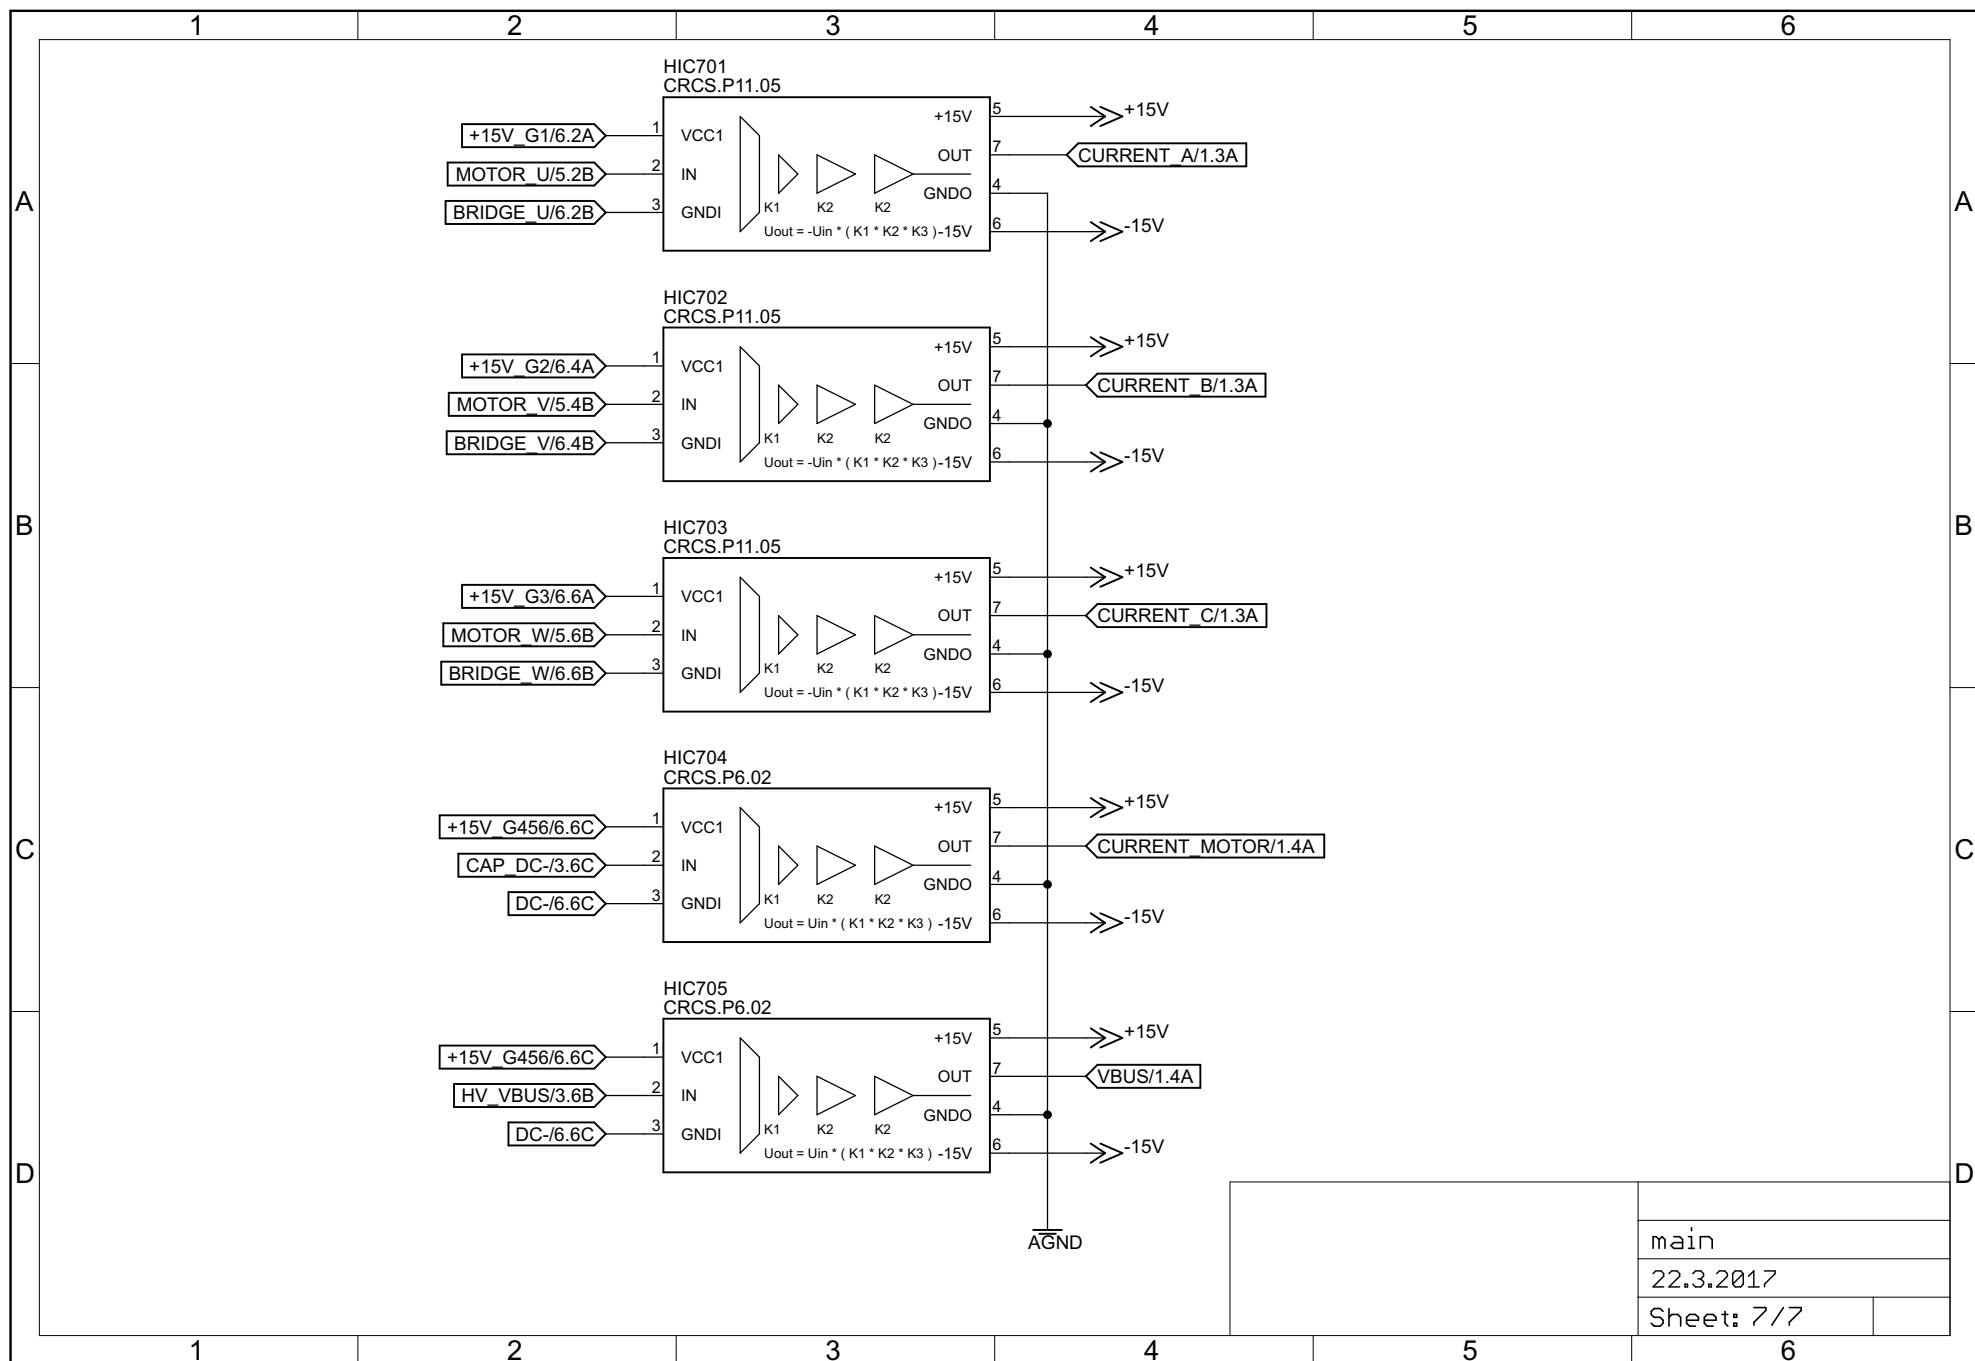 1 2 3 4 5 6
A A
HIC701
CRCS.P11.05
+15V_G1/6.2A 1 VCC1 +15V 5 +15V
MOTOR_U/5.2B 2 IN OUT 7 CURRENT_A/1.3A
BRIDGE_U/6.2B 3 GNDI GNDO 4
K1 K2 K2
Uout = -Uin * ( K1 * K2 * K3 ) -15V 6 -15V
HIC702
CRCS.P11.05
+15V_G2/6.4A 1 VCC1 +15V 5 +15V
MOTOR_V/5.4B 2 IN OUT 7 CURRENT_B/1.3A
BRIDGE_V/6.4B 3 GNDI GNDO 4
K1 K2 K2
Uout = -Uin * ( K1 * K2 * K3 ) -15V 6 -15V
B B
HIC703
CRCS.P11.05
+15V_G3/6.6A 1 VCC1 +15V 5 +15V
MOTOR_W/5.6B 2 IN OUT 7 CURRENT_C/1.3A
BRIDGE_W/6.6B 3 GNDI GNDO 4
K1 K2 K2
Uout = -Uin * ( K1 * K2 * K3 ) -15V 6 -15V
C C
HIC704
CRCS.P6.02
+15V_G456/6.6C 1 VCC1 +15V 5 +15V
CAP_DC-/3.6C 2 IN OUT 7 CURRENT_MOTOR/1.4A
DC-/6.6C 3 GNDI GNDO 4
K1 K2 K2
Uout = Uin * ( K1 * K2 * K3 ) -15V 6 -15V
HIC705
CRCS.P6.02
+15V_G456/6.6C 1 VCC1 +15V 5 +15V
HV_VBUS/3.6B 2 IN OUT 7 VBUS/1.4A
DC-/6.6C 3 GNDI GNDO 4
K1 K2 K2
Uout = Uin * ( K1 * K2 * K3 ) -15V 6 -15V
D D
AGND
main
22.3.2017
Sheet: 7/7
1 2 3 4 5 6